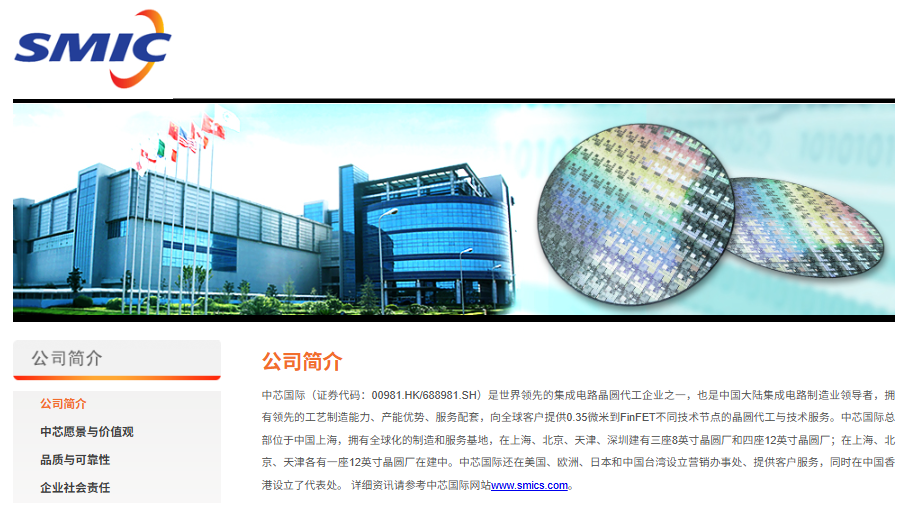 SMIC
公司简介
公司简介
中芯愿景与价值观
品质与可靠性
企业社会责任
公司简介
中芯国际（证券代码：00981.HK/688981.SH）是世界领先的集成电路晶圆代工企业之一，也是中国大陆集成电路制造业领导者，拥
有领先的工艺制造能力、产能优势、服务配套，向全球客户提供0.35微米到FinFET不同技术节点的晶圆代工与技术服务。中芯国际总
部位于中国上海，拥有全球化的制造和服务基地，在上海、北京、天津、深圳建有三座8英寸晶圆厂和四座12英寸晶圆厂；在上海、北
京、天津各有一座12英寸晶圆厂在建中。中芯国际还在美国、欧洲、日本和中国台湾设立营销办事处、提供客户服务，同时在中国香
港设立了代表处。 详细资讯请参考中芯国际网站www.smics.com。